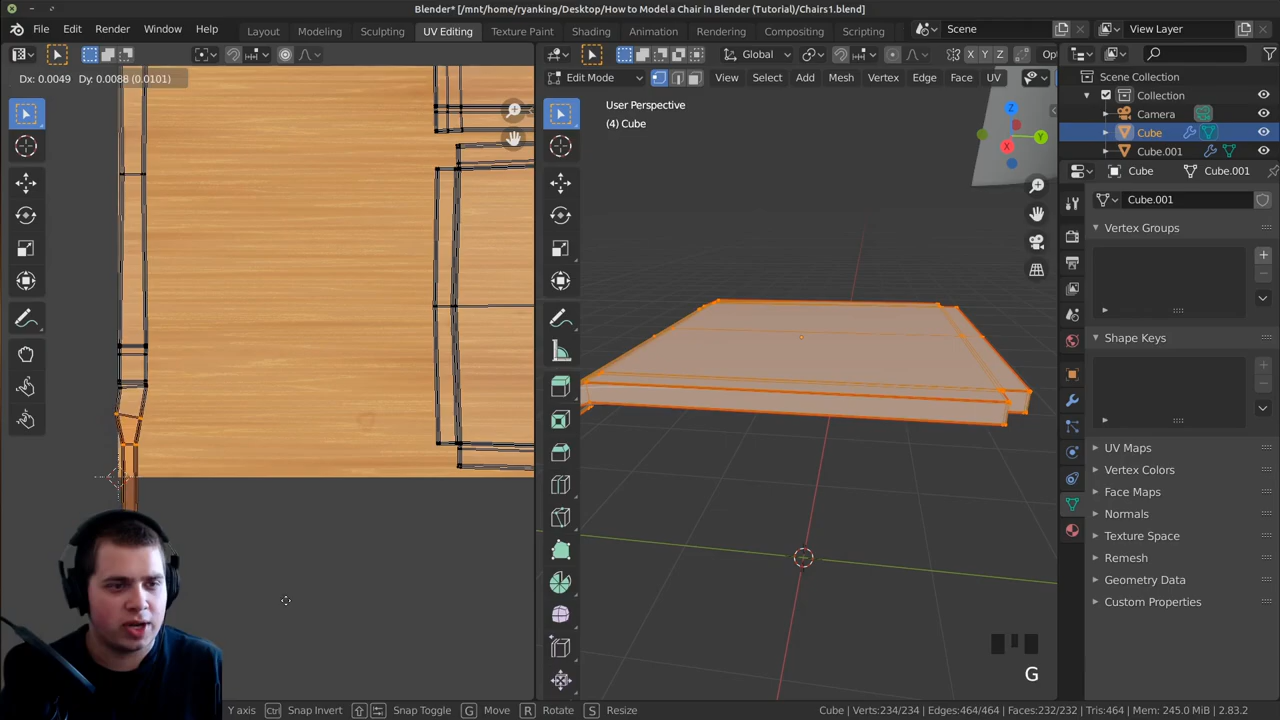 Blender* [/mnt/home/ryanking/Desktop/How to Model a Chair in Blender (Tutorial)/Chairs1.blend]
File Edit Render Window Help Layout Modeling Sculpting UV Editing Texture Paint Shading Animation Rendering Compositing Scripting Scene View Layer
Global X Y Z Op
Dx: 0.0049 Dy: 0.0088 (0.0101) Edit Mode View Select Add Mesh Vertex Edge Face UV Scene Collection
Collection
User Perspective
(4) Cube
Camera
Z
Y
X
Cube
Cube.001
Cube Cube.001
Cube.001
Vertex Groups
Shape Keys
UV Maps
Vertex Colors
Face Maps
Normals
Texture Space
Remesh
Geometry Data
Custom Properties
G
Y axis Snap Invert Snap Toggle G Move R Rotate S Resize Cube | Verts:234/234 | Edges:464/464 | Faces:232/232 | Tris:464 | Mem: 245.0 MiB | 2.83.2